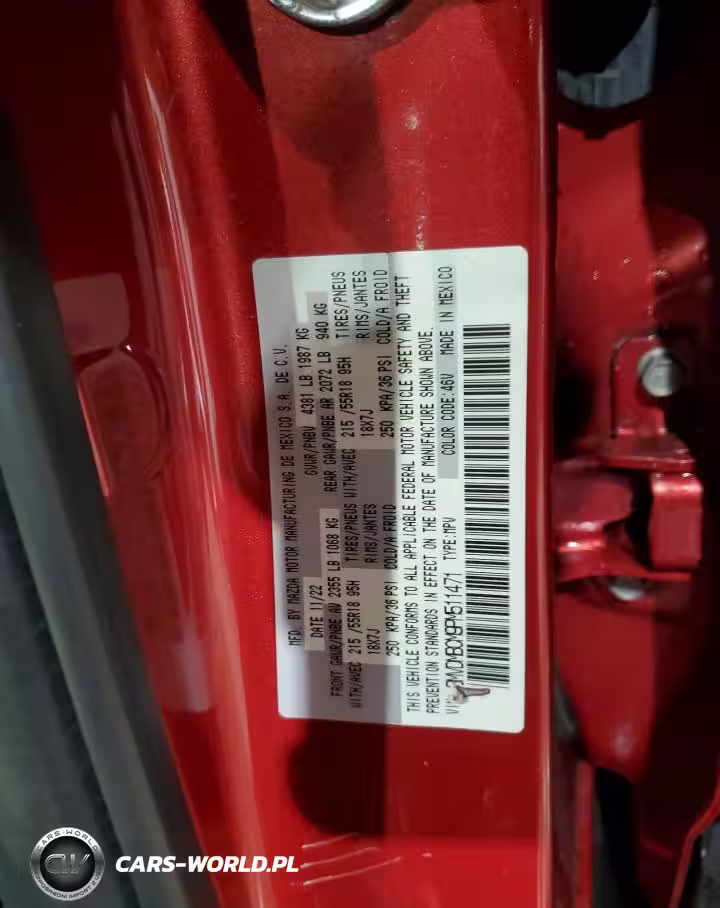 MFD. BY MAZDA MOTOR MANUFACTURING DE MEXICO S.A. DE C.V.
DATE 11/22 GVWR/PNBV 4381 LB 1987 KG
FRONT GAWR/PNBE AV 2355 LB 1068 KG REAR GAWR/PNBE AR 2072 LB 940 KG
WITH/AVEC 215 /55R18 95H TIRES/PNEUS WITH/AVEC 215 /55R18 95H TIRES/PNEUS
18X7J RIMS/JANTES 18X7J RIMS/JANTES
250 KPA/36 PSI COLD/A FROID 250 KPA/36 PSI COLD/A FROID
THIS VEHICLE CONFORMS TO ALL APPLICABLE FEDERAL MOTOR VEHICLE SAFETY AND THEFT
PREVENTION STANDARDS IN EFFECT ON THE DATE OF MANUFACTURE SHOWN ABOVE.
TYPE:MPV COLOR CODE:46V MADE IN MEXICO
CARS-WORLD
CW
CARS-WORLD.PL